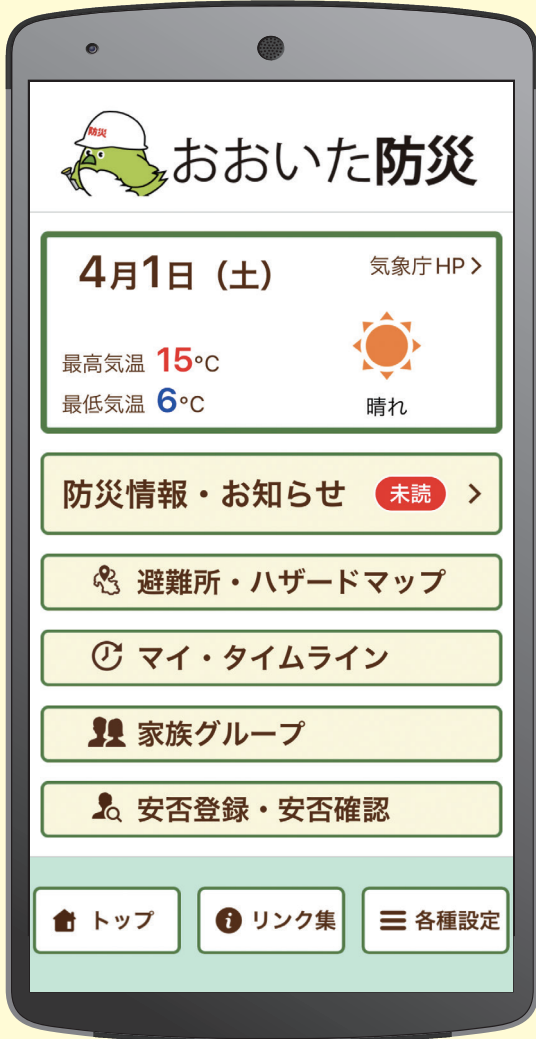 防災
おおいた防災
4月1日（土）
気象庁HP
最高気温 15°C
最低気温 6°C
晴れ
防災情報・お知らせ 未読
避難所・ハザードマップ
マイ・タイムライン
家族グループ
安否登録・安否確認
トップ リンク集 各種設定